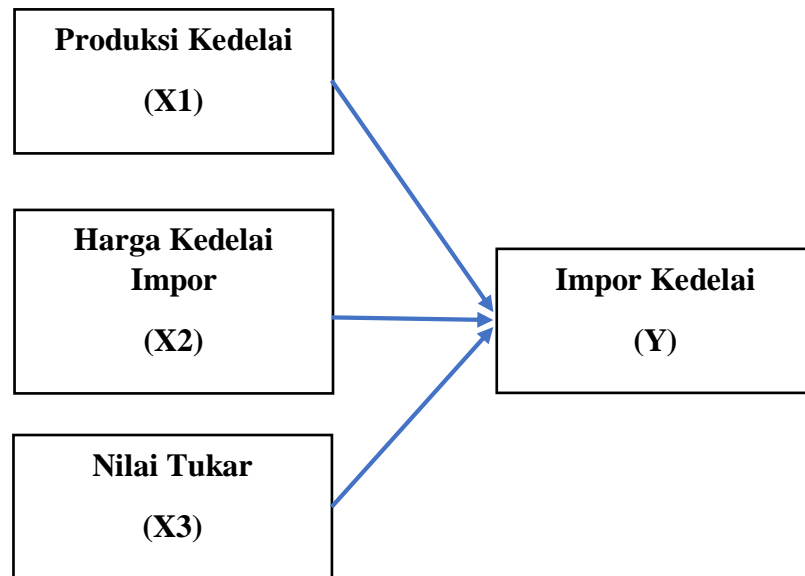 Produksi Kedelai
(X1)
Harga Kedelai
Impor
(X2)
Nilai Tukar
(X3)
Impor Kedelai
(Y)